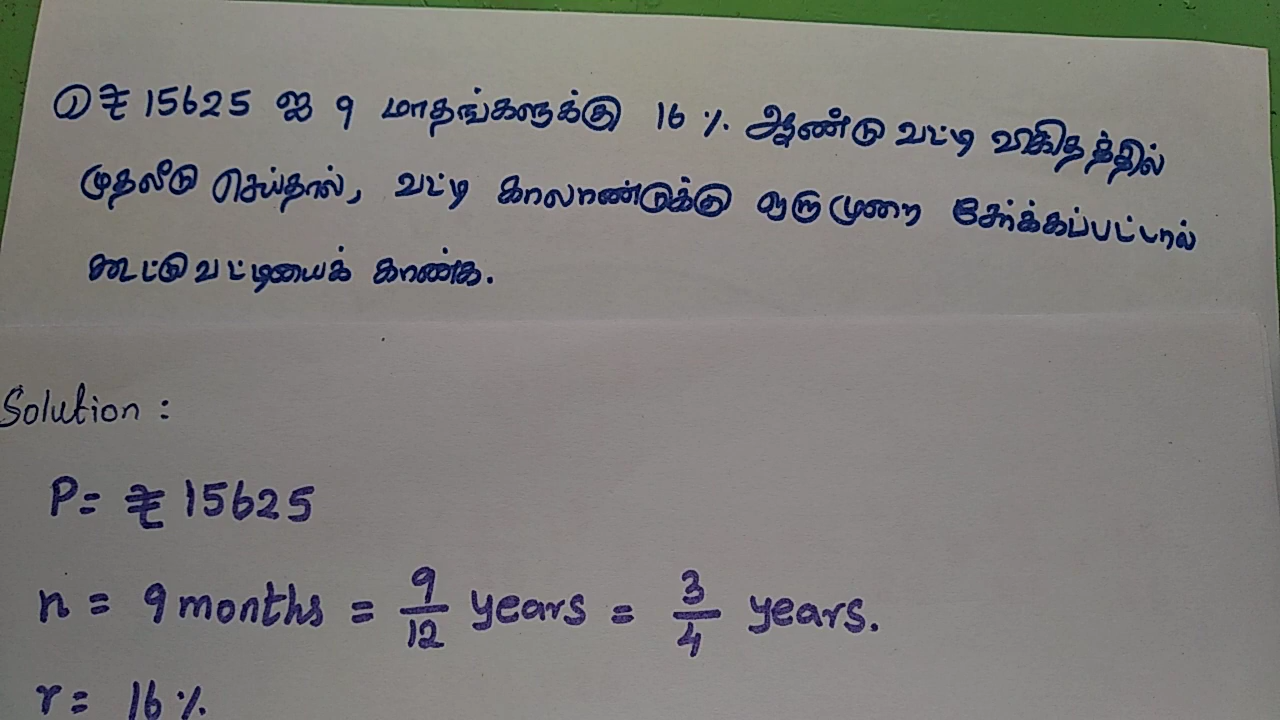 1) ₹ 15625 ஐ 9 மாதங்களுக்கு 16 % ஆண்டு வட்டி விகிதத்தில்
முதலீடு செய்தால், வட்டி காலாண்டுக்கு ஒருமுறை சேர்க்கப்பட்டால்
கூட்டு வட்டியைக் காண்க.
Solution :
P = ₹ 15625
n = 9 months = 9/12 years = 3/4 years.
r = 16 %